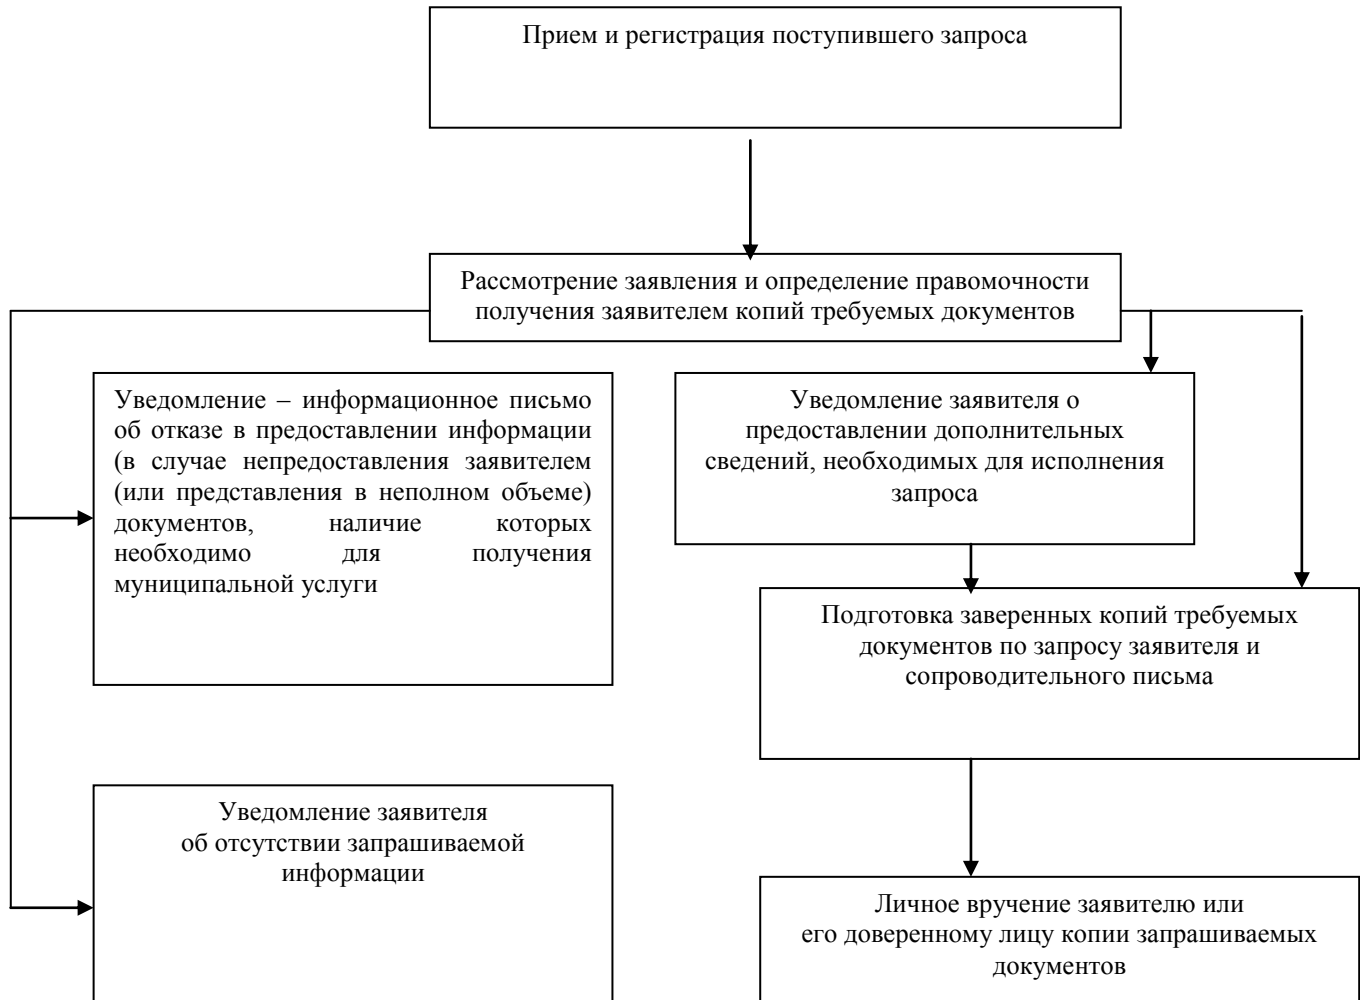 Прием и регистрация поступившего запроса
Рассмотрение заявления и определение правомочности
получения заявителем копий требуемых документов
Уведомление – информационное письмо
об отказе в предоставлении информации
(в случае непредоставления заявителем
(или представления в неполном объеме)
документов, наличие которых
необходимо для получения
муниципальной услуги
Уведомление заявителя о
предоставлении дополнительных
сведений, необходимых для исполнения
запроса
Подготовка заверенных копий требуемых
документов по запросу заявителя и
сопроводительного письма
Уведомление заявителя
об отсутствии запрашиваемой
информации
Личное вручение заявителю или
его доверенному лицу копии запрашиваемых
документов